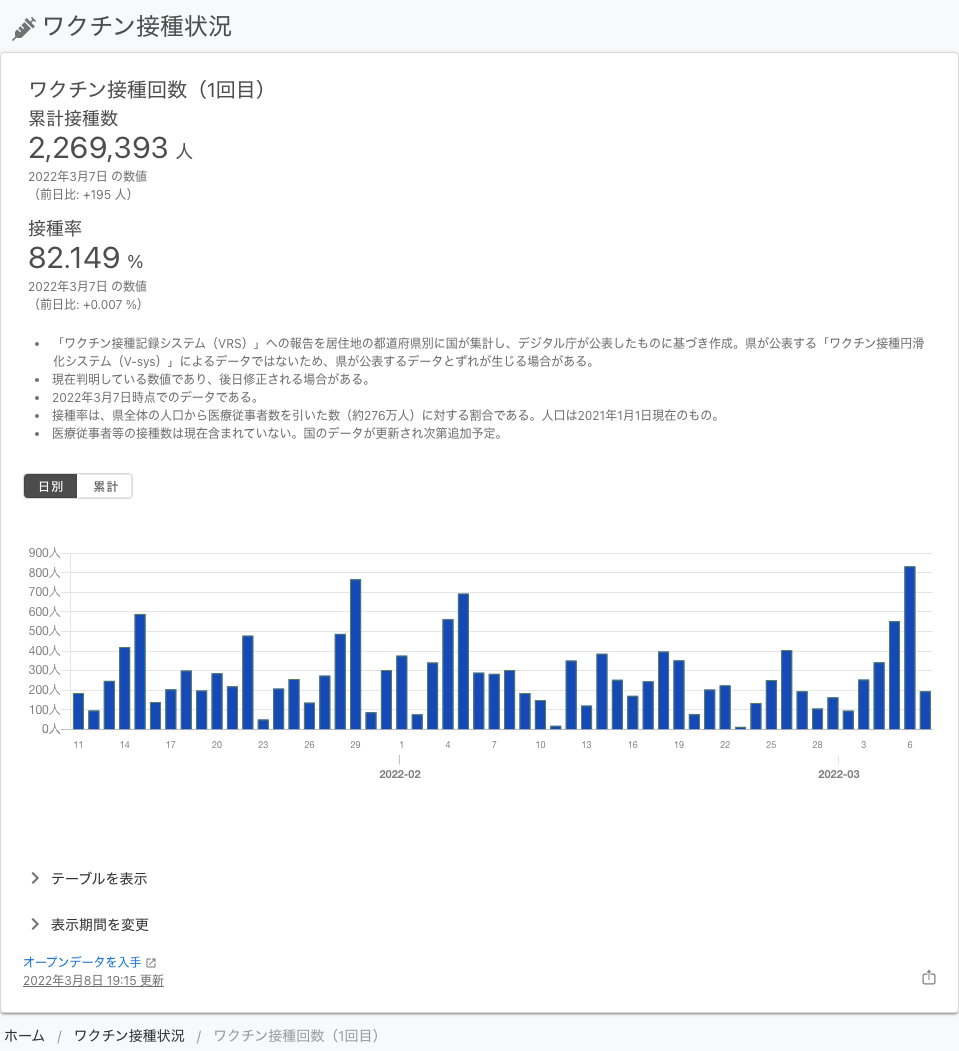 ワクチン接種状況
ワクチン接種回数（1回目）
累計接種数
2,269,393 人
2022年3月7日 の数値
（前日比: +195 人）
接種率
82.149 %
2022年3月7日 の数値
（前日比: +0.007 %）
• 「ワクチン接種記録システム（VRS）」への報告を居住地の都道府県別に国が集計し、デジタル庁が公表したものに基づき作成。県が公表する「ワクチン接種円滑
化システム（V-sys）」によるデータではないため、県が公表するデータとずれが生じる場合がある。
• 現在判明している数値であり、後日修正される場合がある。
• 2022年3月7日時点でのデータである。
• 接種率は、県全体の人口から医療従事者数を引いた数（約276万人）に対する割合である。人口は2021年1月1日現在のもの。
• 医療従事者等の接種数は現在含まれていない。国のデータが更新され次第追加予定。
日別 累計
900人
800人
700人
600人
500人
400人
300人
200人
100人
0人
11 14 17 20 23 26 29 1 4 7 10 13 16 19 22 25 28 3 6
2022-02 2022-03
テーブルを表示
表示期間を変更
オープンデータを入手
2022年3月8日 19:15 更新
ホーム / ワクチン接種状況 / ワクチン接種回数（1回目）